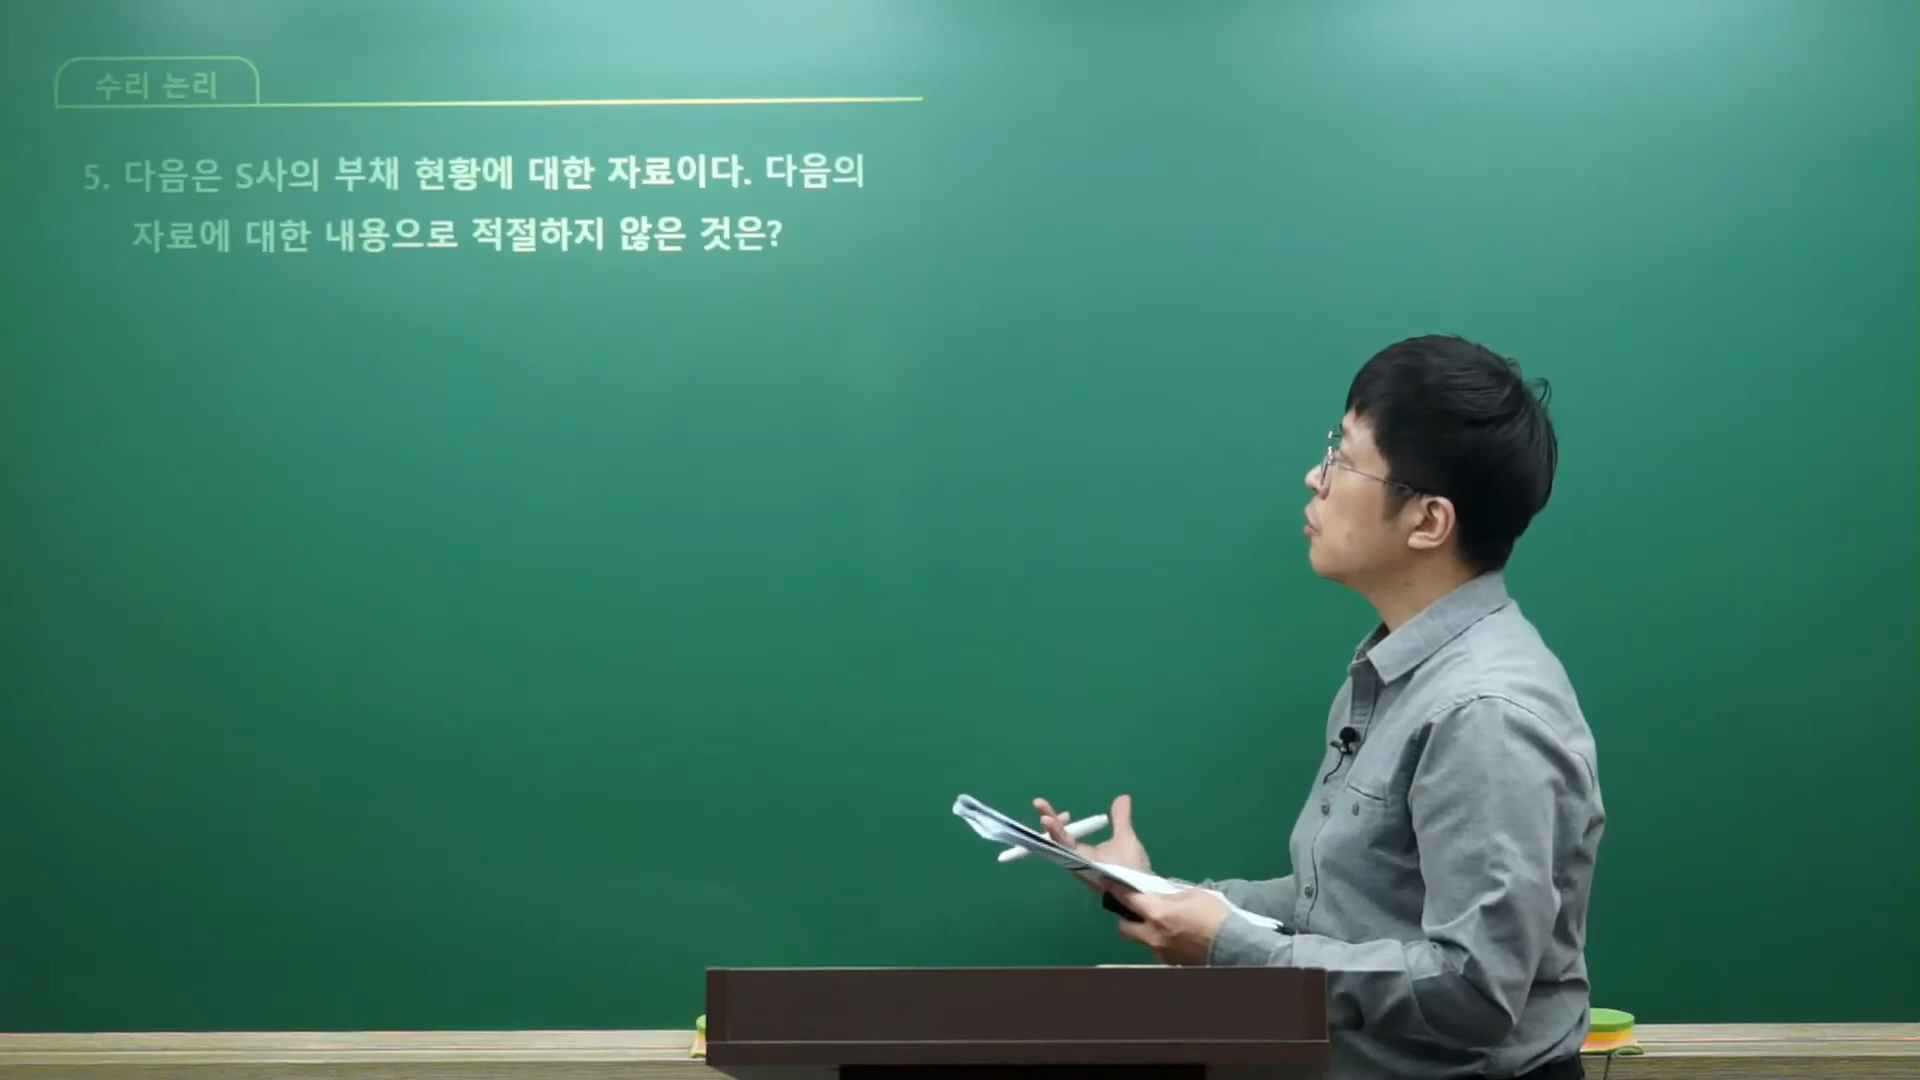 수리 논리
5. 다음은 S사의 부채 현황에 대한 자료이다. 다음의
자료에 대한 내용으로 적절하지 않은 것은?